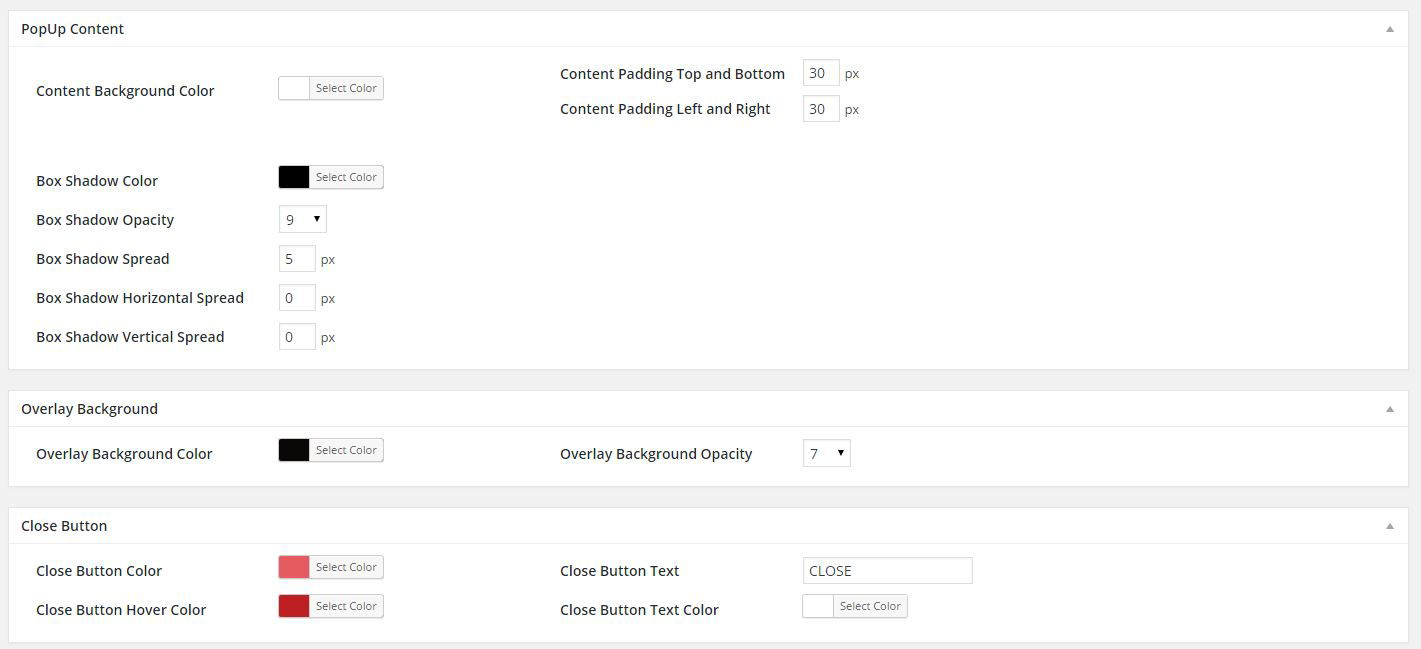 PopUp Content
Content Background Color Select Color Content Padding Top and Bottom 30 px
Content Padding Left and Right 30 px
Box Shadow Color Select Color
Box Shadow Opacity 9
Box Shadow Spread 5 px
Box Shadow Horizontal Spread 0 px
Box Shadow Vertical Spread 0 px
Overlay Background
Overlay Background Color Select Color Overlay Background Opacity 7
Close Button
Close Button Color Select Color Close Button Text CLOSE
Close Button Hover Color Select Color Close Button Text Color Select Color